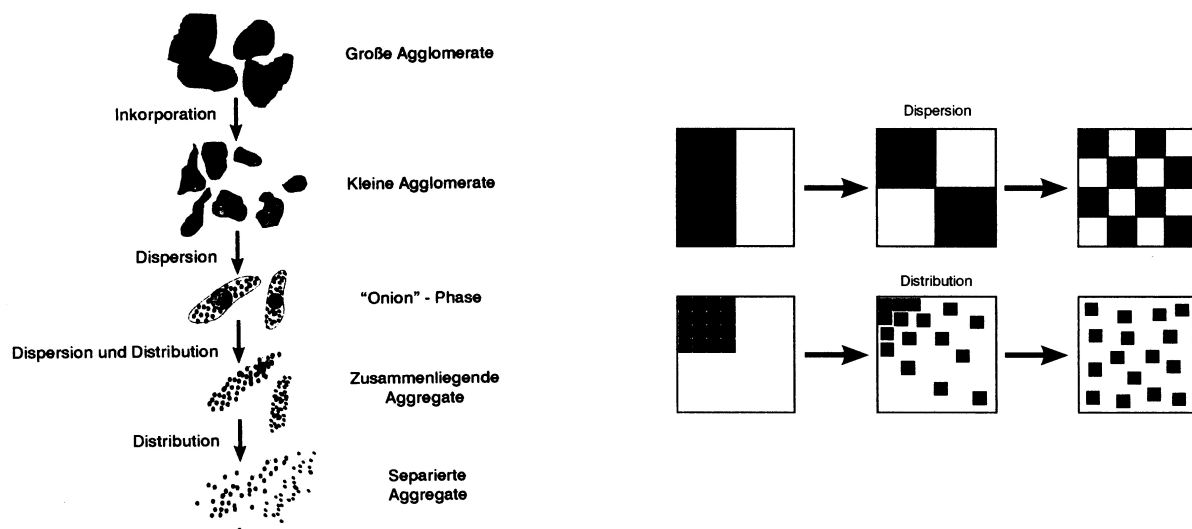 Große Agglomerate
Inkorporation
Kleine Agglomerate
Dispersion
“Onion” - Phase
Dispersion und Distribution
Zusammenliegende
Aggregate
Distribution
Separierte
Aggregate
Dispersion
Distribution